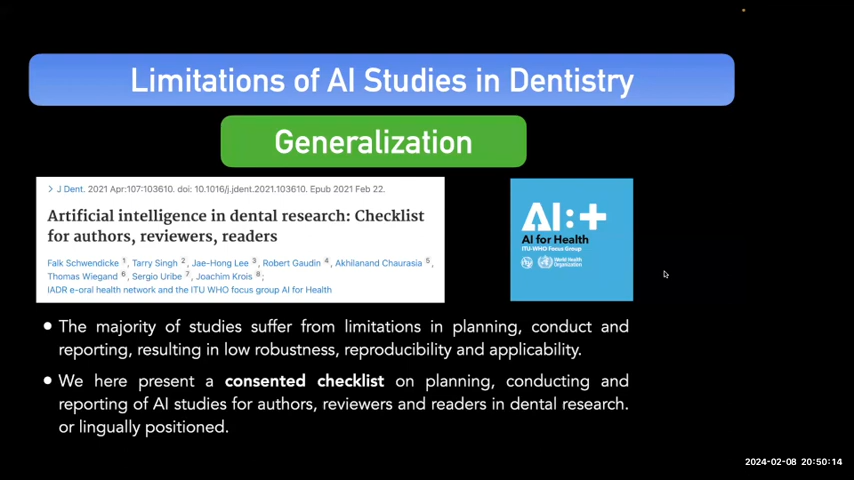 Limitations of AI Studies in Dentistry
Generalization
> J Dent. 2021 Apr:107:103610. doi: 10.1016/j.jdent.2021.103610. Epub 2021 Feb 22.
Artificial intelligence in dental research: Checklist
for authors, reviewers, readers
Falk Schwendicke 1, Tarry Singh 2, Jae-Hong Lee 3, Robert Gaudin 4, Akhilanand Chaurasia 5,
Thomas Wiegand 6, Sergio Uribe 7, Joachim Krois 8;
IADR e-oral health network and the ITU WHO focus group AI for Health
AI:+
AI for Health
ITU-WHO Focus Group
World Health
Organization
• The majority of studies suffer from limitations in planning, conduct and
reporting, resulting in low robustness, reproducibility and applicability.
• We here present a consented checklist on planning, conducting and
reporting of AI studies for authors, reviewers and readers in dental research.
or lingually positioned.
2024-02-08 20:50:14